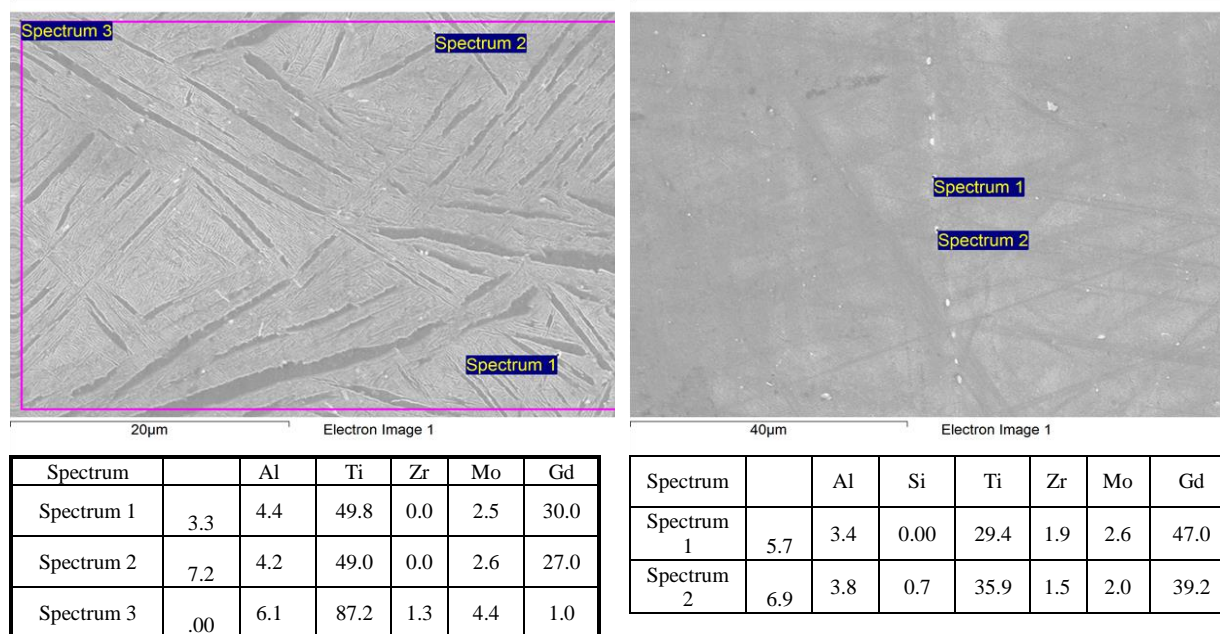 Spectrum 3
Spectrum 2
Spectrum 1
20µm Electron Image 1
Spectrum 1
Spectrum 2
40µm Electron Image 1
Spectrum Al Ti Zr Mo Gd
Spectrum 1 3.3 4.4 49.8 0.0 2.5 30.0
Spectrum 2 7.2 4.2 49.0 0.0 2.6 27.0
Spectrum 3 .00 6.1 87.2 1.3 4.4 1.0
Spectrum Al Si Ti Zr Mo Gd
Spectrum
1 5.7 3.4 0.00 29.4 1.9 2.6 47.0
Spectrum
2 6.9 3.8 0.7 35.9 1.5 2.0 39.2